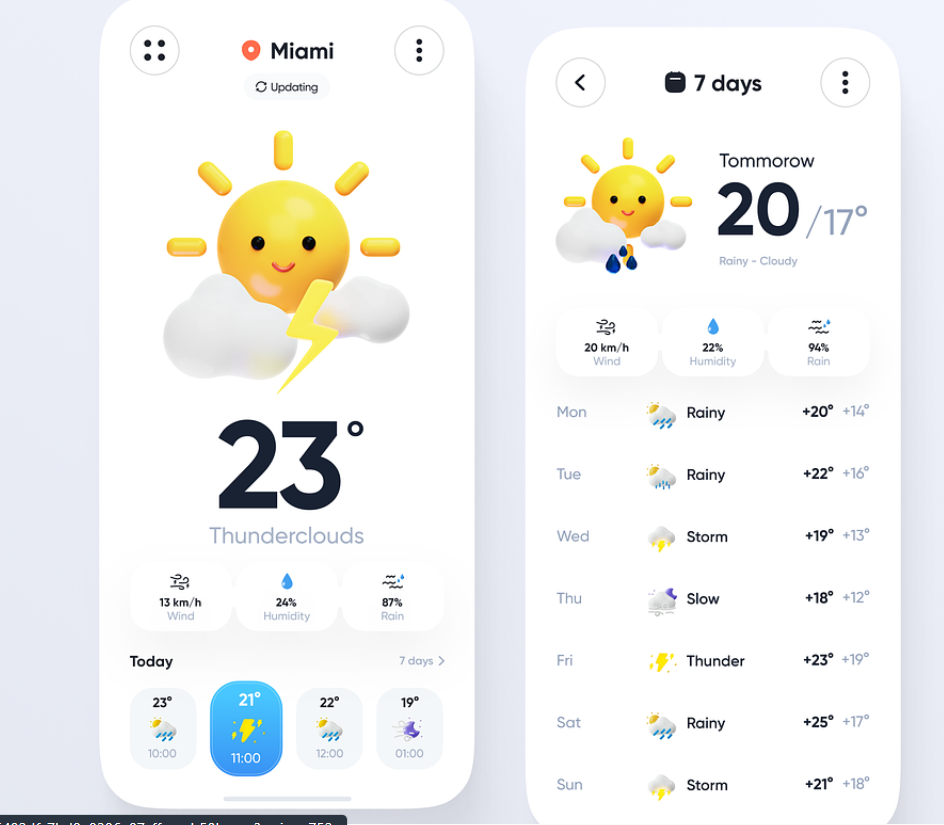 Miami
Updating
23°
Thunderclouds
13 km/h
Wind
24%
Humidity
87%
Rain
Today
7 days
23°
10:00
21°
11:00
22°
12:00
19°
01:00
7 days
Tommorow
20/17°
Rainy - Cloudy
20 km/h
Wind
22%
Humidity
94%
Rain
Mon Rainy +20° +14°
Tue Rainy +22° +16°
Wed Storm +19° +13°
Thu Slow +18° +12°
Fri Thunder +23° +19°
Sat Rainy +25° +17°
Sun Storm +21° +18°